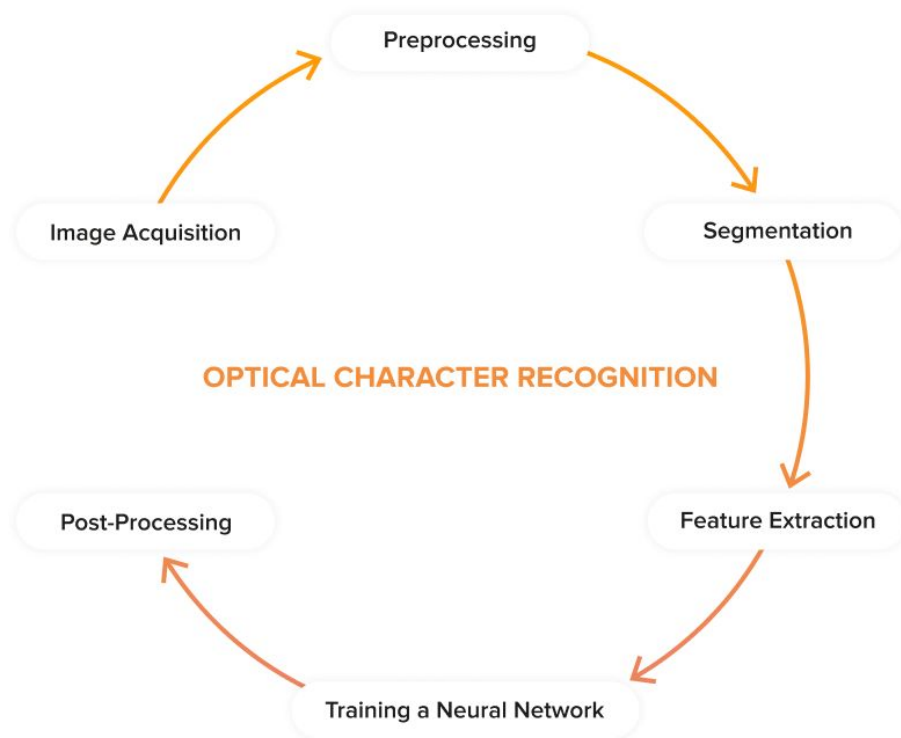 Preprocessing
Image Acquisition
Segmentation
OPTICAL CHARACTER RECOGNITION
Post-Processing
Feature Extraction
Training a Neural Network